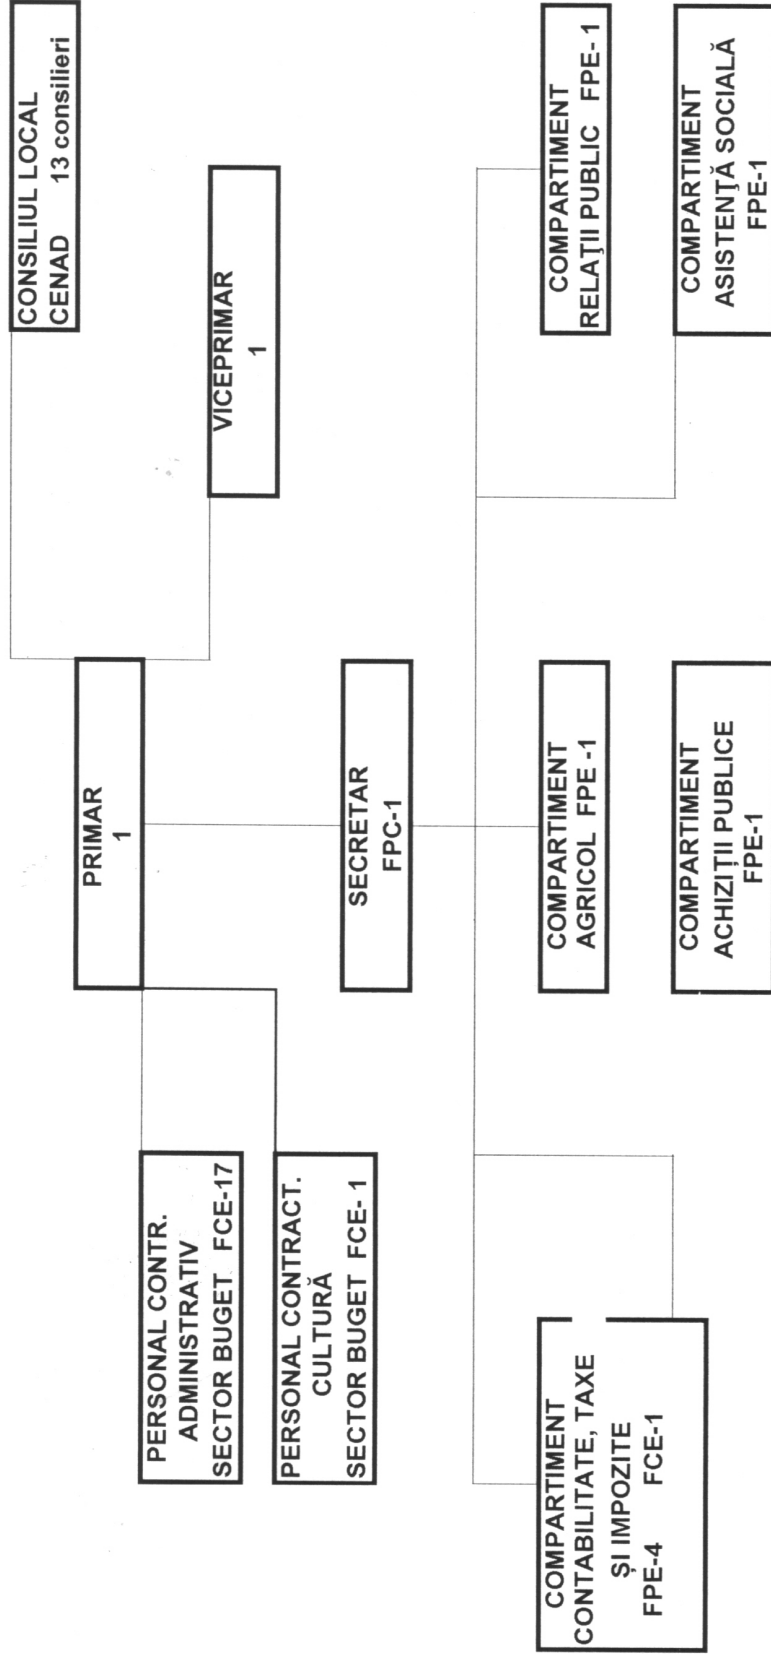 CONSILIUL LOCAL
CENAD 13 consilieri
PRIMAR
1
VICEPRIMAR
1
PERSONAL CONTR.
ADMINISTRATIV
SECTOR BUGET FCE-17
PERSONAL CONTRACT.
CULTURĂ
SECTOR BUGET FCE- 1
SECRETAR
FPC-1
COMPARTIMENT
CONTABILITATE, TAXE
ȘI IMPOZITE
FPE-4 FCE-1
COMPARTIMENT
AGRICOL FPE -1
COMPARTIMENT
RELAŢII PUBLIC FPE- 1
COMPARTIMENT
ACHIZIŢII PUBLICE
FPE-1
COMPARTIMENT
ASISTENŢĂ SOCIALĂ
FPE-1